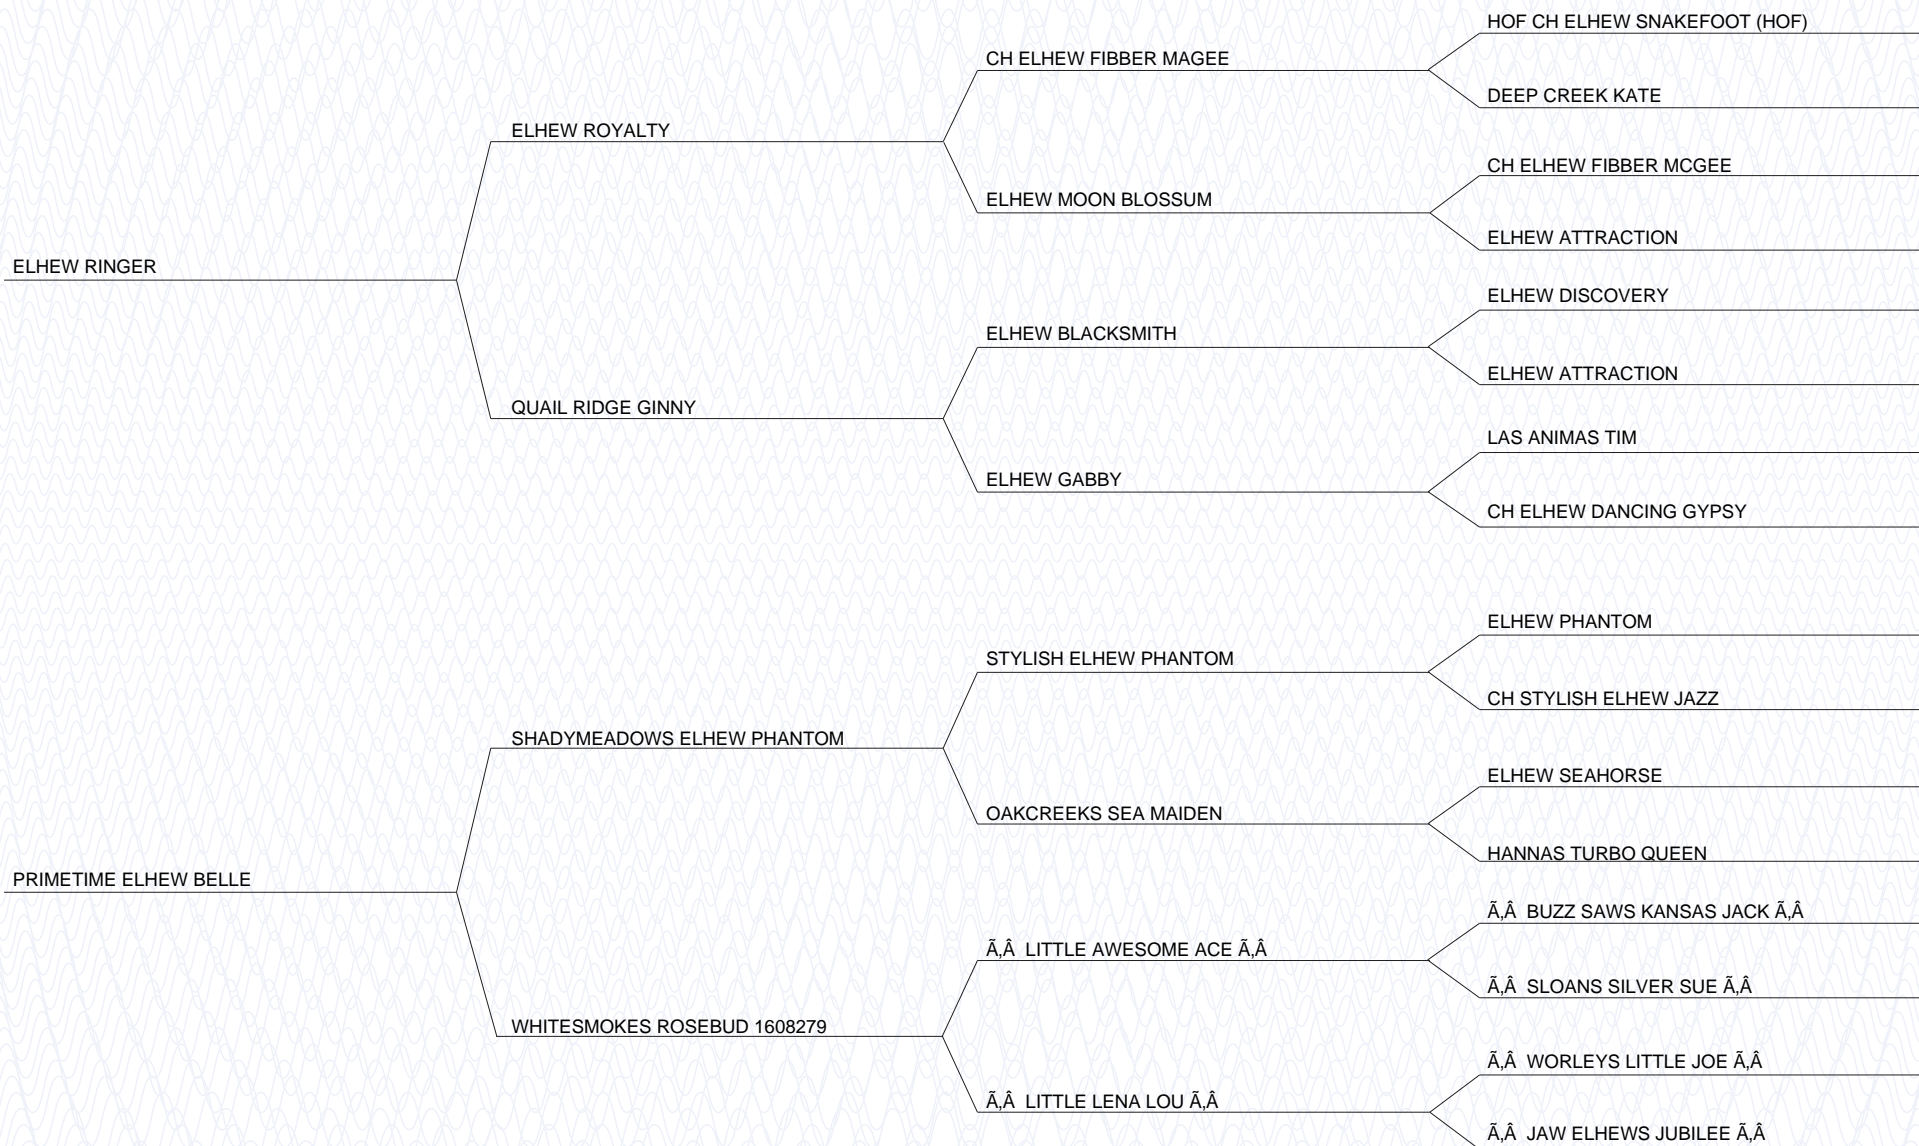 HOF CH ELHEW SNAKEFOOT (HOF)
CH ELHEW FIBBER MAGEE
DEEP CREEK KATE
ELHEW ROYALTY
CH ELHEW FIBBER MCGEE
ELHEW MOON BLOSSUM
ELHEW ATTRACTION
ELHEW RINGER
ELHEW DISCOVERY
ELHEW BLACKSMITH
ELHEW ATTRACTION
QUAIL RIDGE GINNY
LAS ANIMAS TIM
ELHEW GABBY
CH ELHEW DANCING GYPSY
ELHEW PHANTOM
STYLISH ELHEW PHANTOM
CH STYLISH ELHEW JAZZ
SHADYMEADOWS ELHEW PHANTOM
ELHEW SEAHORSE
OAKCREEKS SEA MAIDEN
HANNAS TURBO QUEEN
PRIMETIME ELHEW BELLE
Ã‚Â BUZZ SAWS KANSAS JACK Ã‚Â
Ã‚Â LITTLE AWESOME ACE Ã‚Â
Ã‚Â SLOANS SILVER SUE Ã‚Â
WHITESMOKES ROSEBUD 1608279
Ã‚Â WORLEYS LITTLE JOE Ã‚Â
Ã‚Â LITTLE LENA LOU Ã‚Â
Ã‚Â JAW ELHEWS JUBILEE Ã‚Â